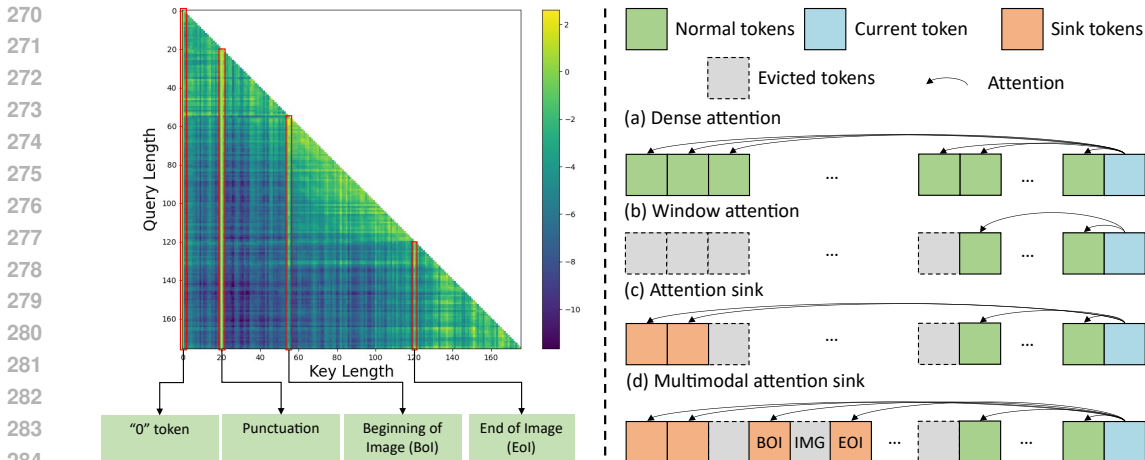 270
271
272
273
274
275
276
277
278
279
280
281
282
283
284
0
20
40
60
80
100
120
140
160
Query Length
0
20
40
60
80
100
120
140
160
Key Length
2
0
−2
−4
−6
−8
−10
“0” token
Punctuation
Beginning of
Image (BoI)
End of Image
(EoI)
Normal tokens
Current token
Sink tokens
Evicted tokens
Attention
(a) Dense attention
...
...
(b) Window attention
...
...
(c) Attention sink
...
...
(d) Multimodal attention sink
BOI IMG EOI ... ...